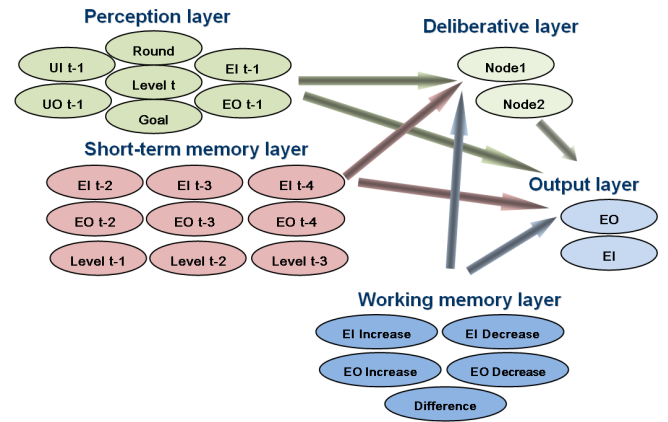 Perception layer
Round
UI t-1
EI t-1
Level t
UO t-1
EO t-1
Goal
Deliberative layer
Node1
Node2
Short-term memory layer
EI t-2
EI t-3
EI t-4
EO t-2
EO t-3
EO t-4
Level t-1
Level t-2
Level t-3
Output layer
EO
EI
Working memory layer
EI Increase
EI Decrease
EO Increase
EO Decrease
Difference